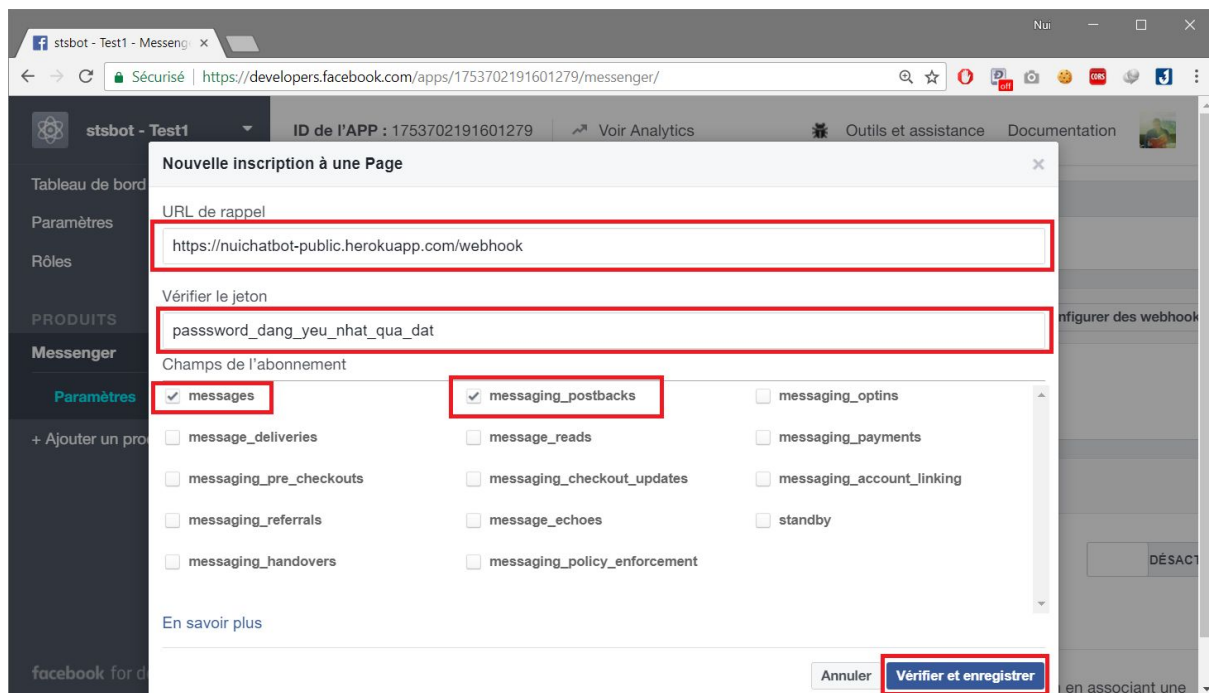 Nui
stsbot - Test1 - Messeng
Sécurisé | https://developers.facebook.com/apps/1753702191601279/messenger/
off
CORS
stsbot - Test1 ID de l'APP : 1753702191601279 Voir Analytics Outils et assistance Documentation
Nouvelle inscription à une Page
Tableau de bord
URL de rappel
Paramètres
https://nuichatbot-public.herokuapp.com/webhook
Rôles
Vérifier le jeton
PRODUITS
passsword_dang_yeu_nhat_qua_dat
nfigurer des webhook
Messenger
Champs de l'abonnement
Paramètres
messages messaging_postbacks messaging_optins
+ Ajouter un pro
message_deliveries message_reads messaging_payments
messaging_pre_checkouts messaging_checkout_updates messaging_account_linking
messaging_referrals message_echoes standby
messaging_handovers messaging_policy_enforcement
DÉSACT
En savoir plus
facebook for d
Annuler Vérifier et enregistrer
en associant une